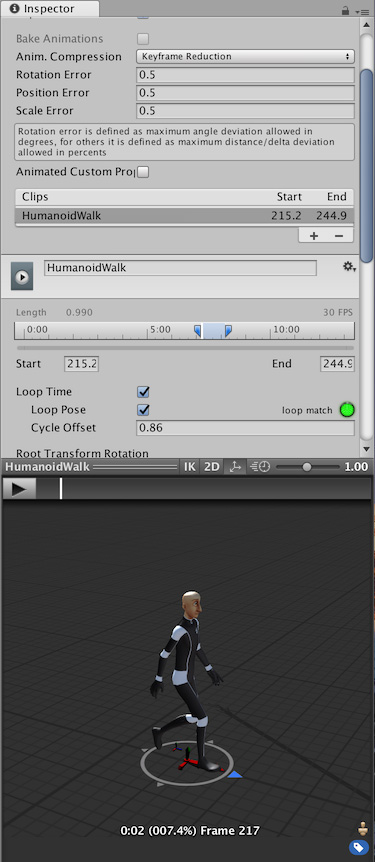 Inspector
Bake Animations
Anim. Compression Keyframe Reduction
Rotation Error 0.5
Position Error 0.5
Scale Error 0.5
Rotation error is defined as maximum angle deviation allowed in
degrees, for others it is defined as maximum distance/delta deviation
allowed in percents
Animated Custom Pro
Clips Start End
HumanoidWalk 215.2 244.9
+ −
HumanoidWalk
Length 0.990 30 FPS
0:00 5:00 10:00
Start 215.2 End 244.9
Loop Time
Loop Pose loop match
Cycle Offset 0.86
Root Transform Rotation
HumanoidWalk IK 2D 1.00
0:02 (007.4%) Frame 217